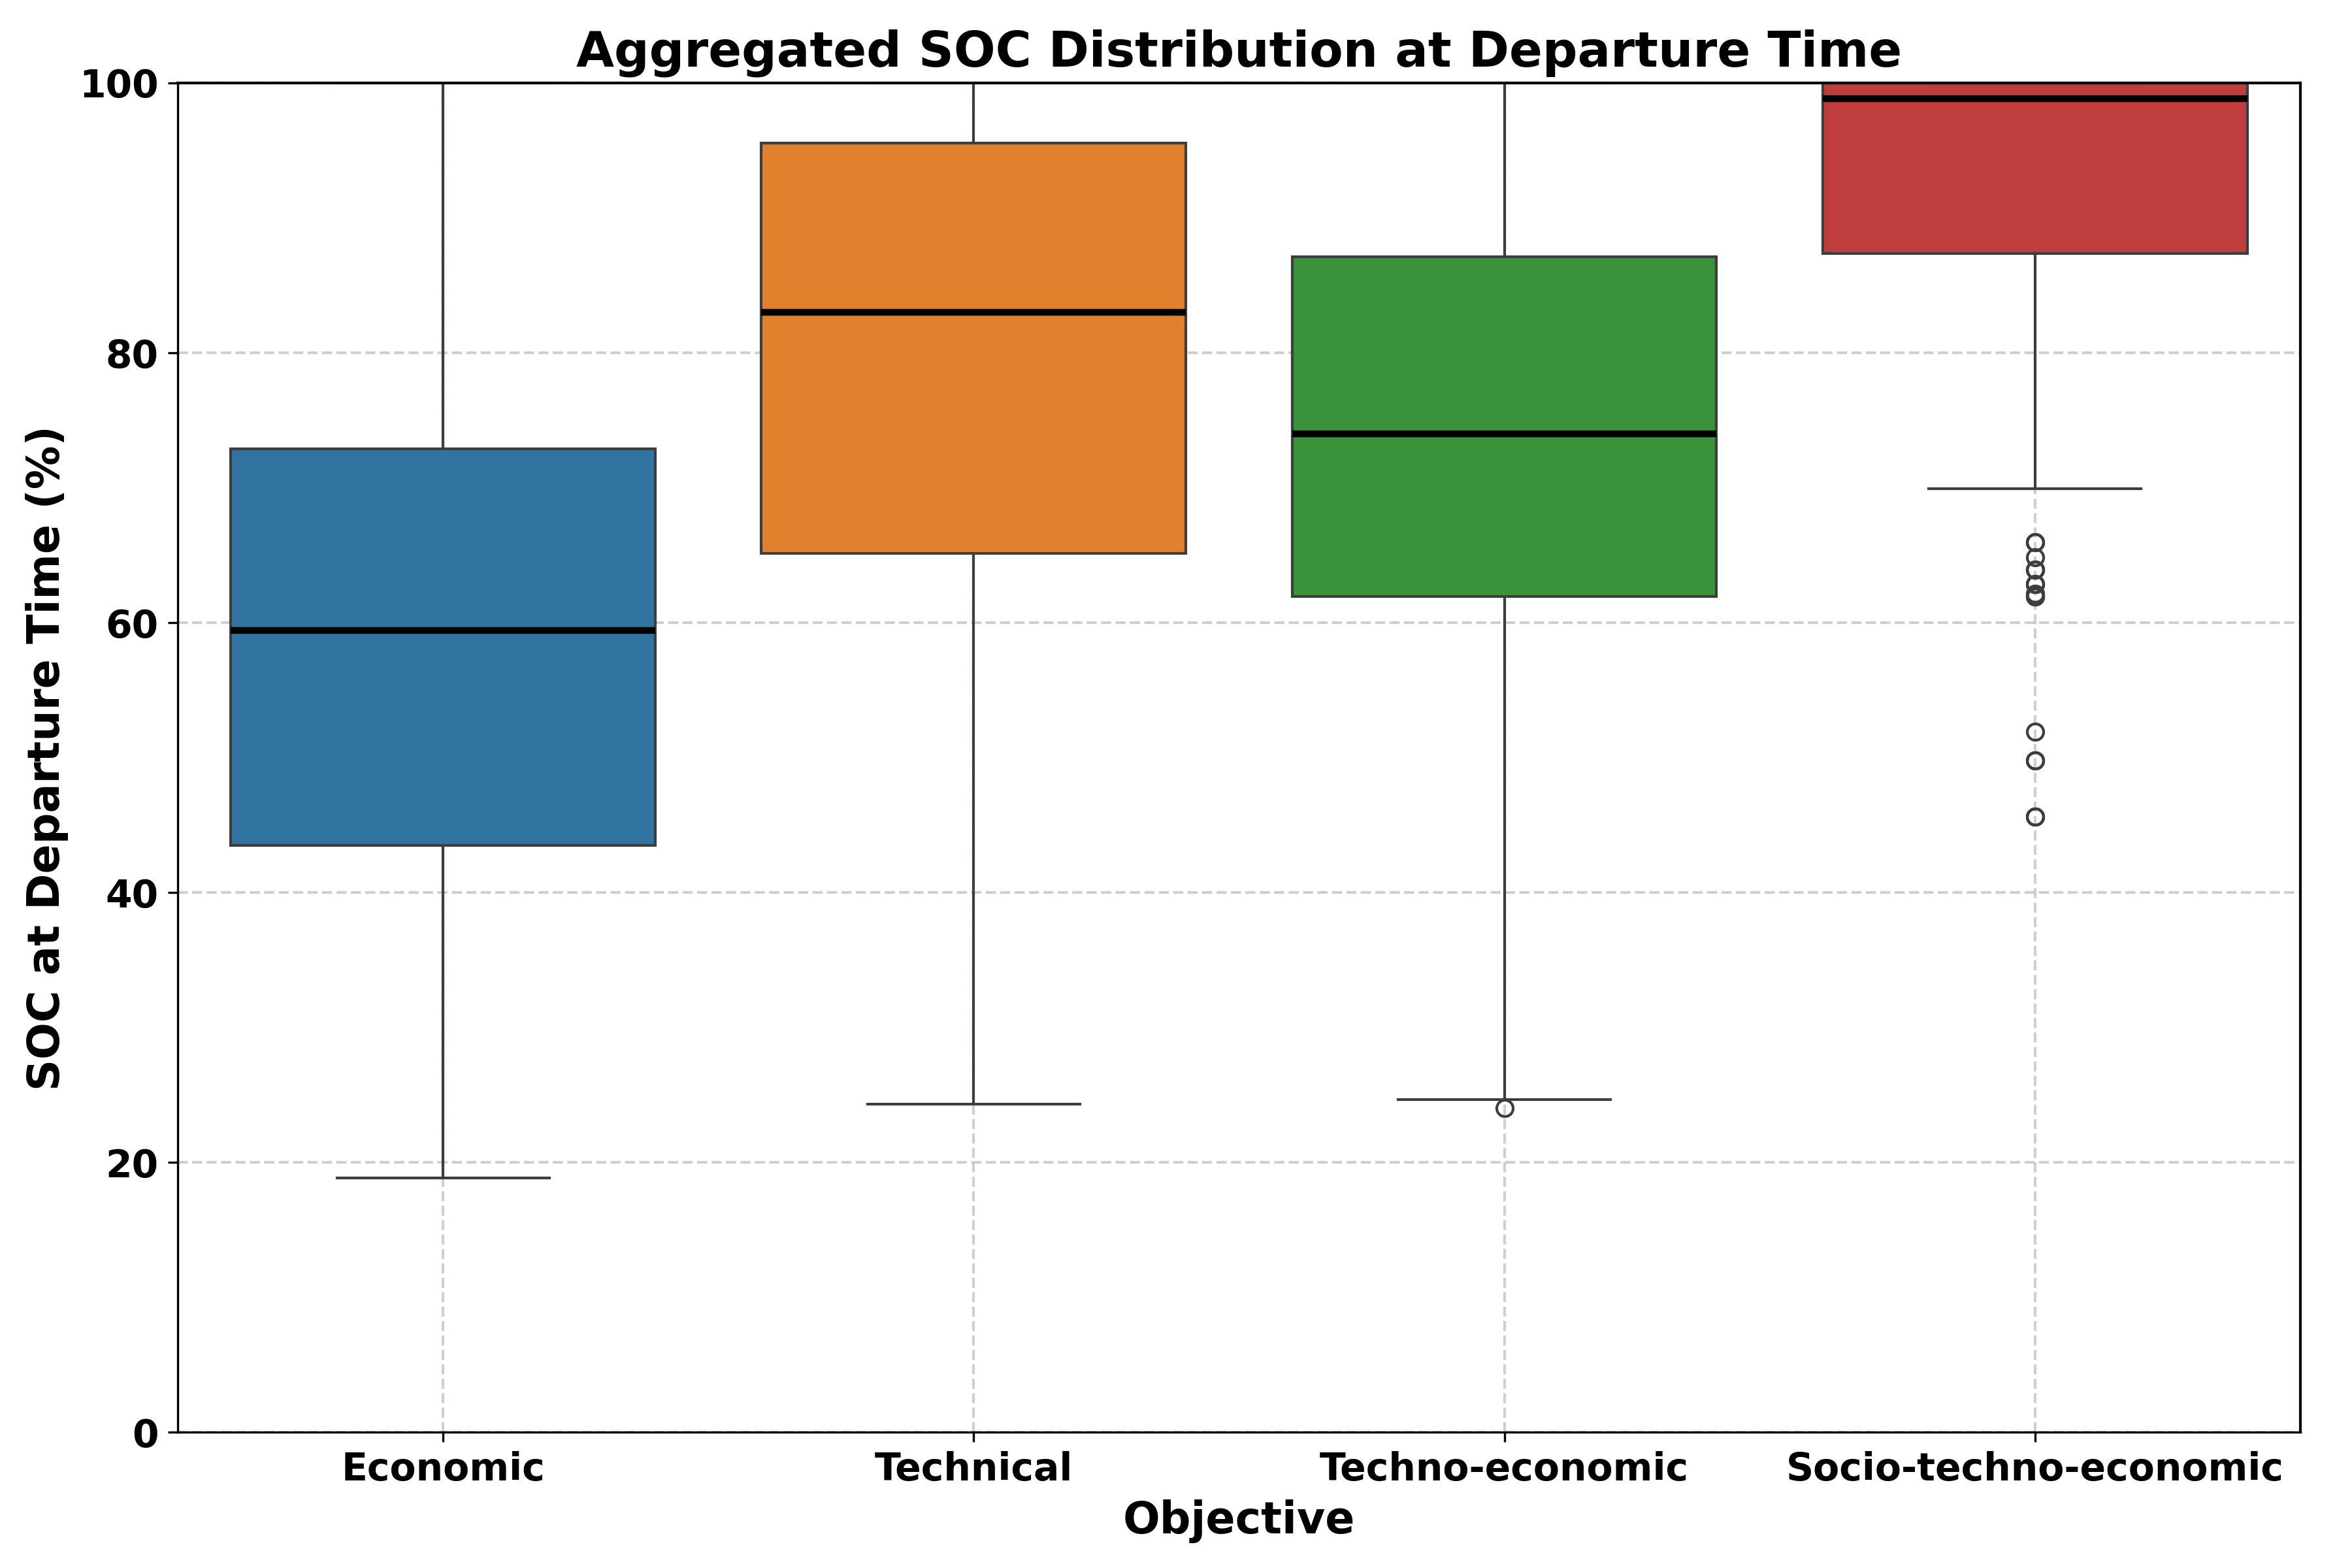 Aggregated SOC Distribution at Departure Time
SOC at Departure Time (%)
100
80
60
40
20
0
Economic
Technical
Techno-economic
Socio-techno-economic
Objective